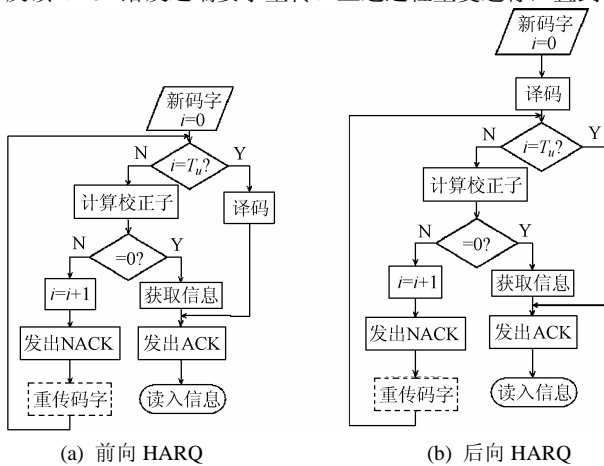 新码字
i=0
i=Tu?
N
Y
计算校正子
译码
=0?
N
Y
i=i+1
获取信息
发出NACK
发出ACK
重传码字
读入信息
(a) 前向 HARQ
新码字
i=0
译码
i=Tu?
N
Y
计算校正子
=0?
N
Y
i=i+1
获取信息
发出NACK
发出ACK
重传码字
读入信息
(b) 后向 HARQ